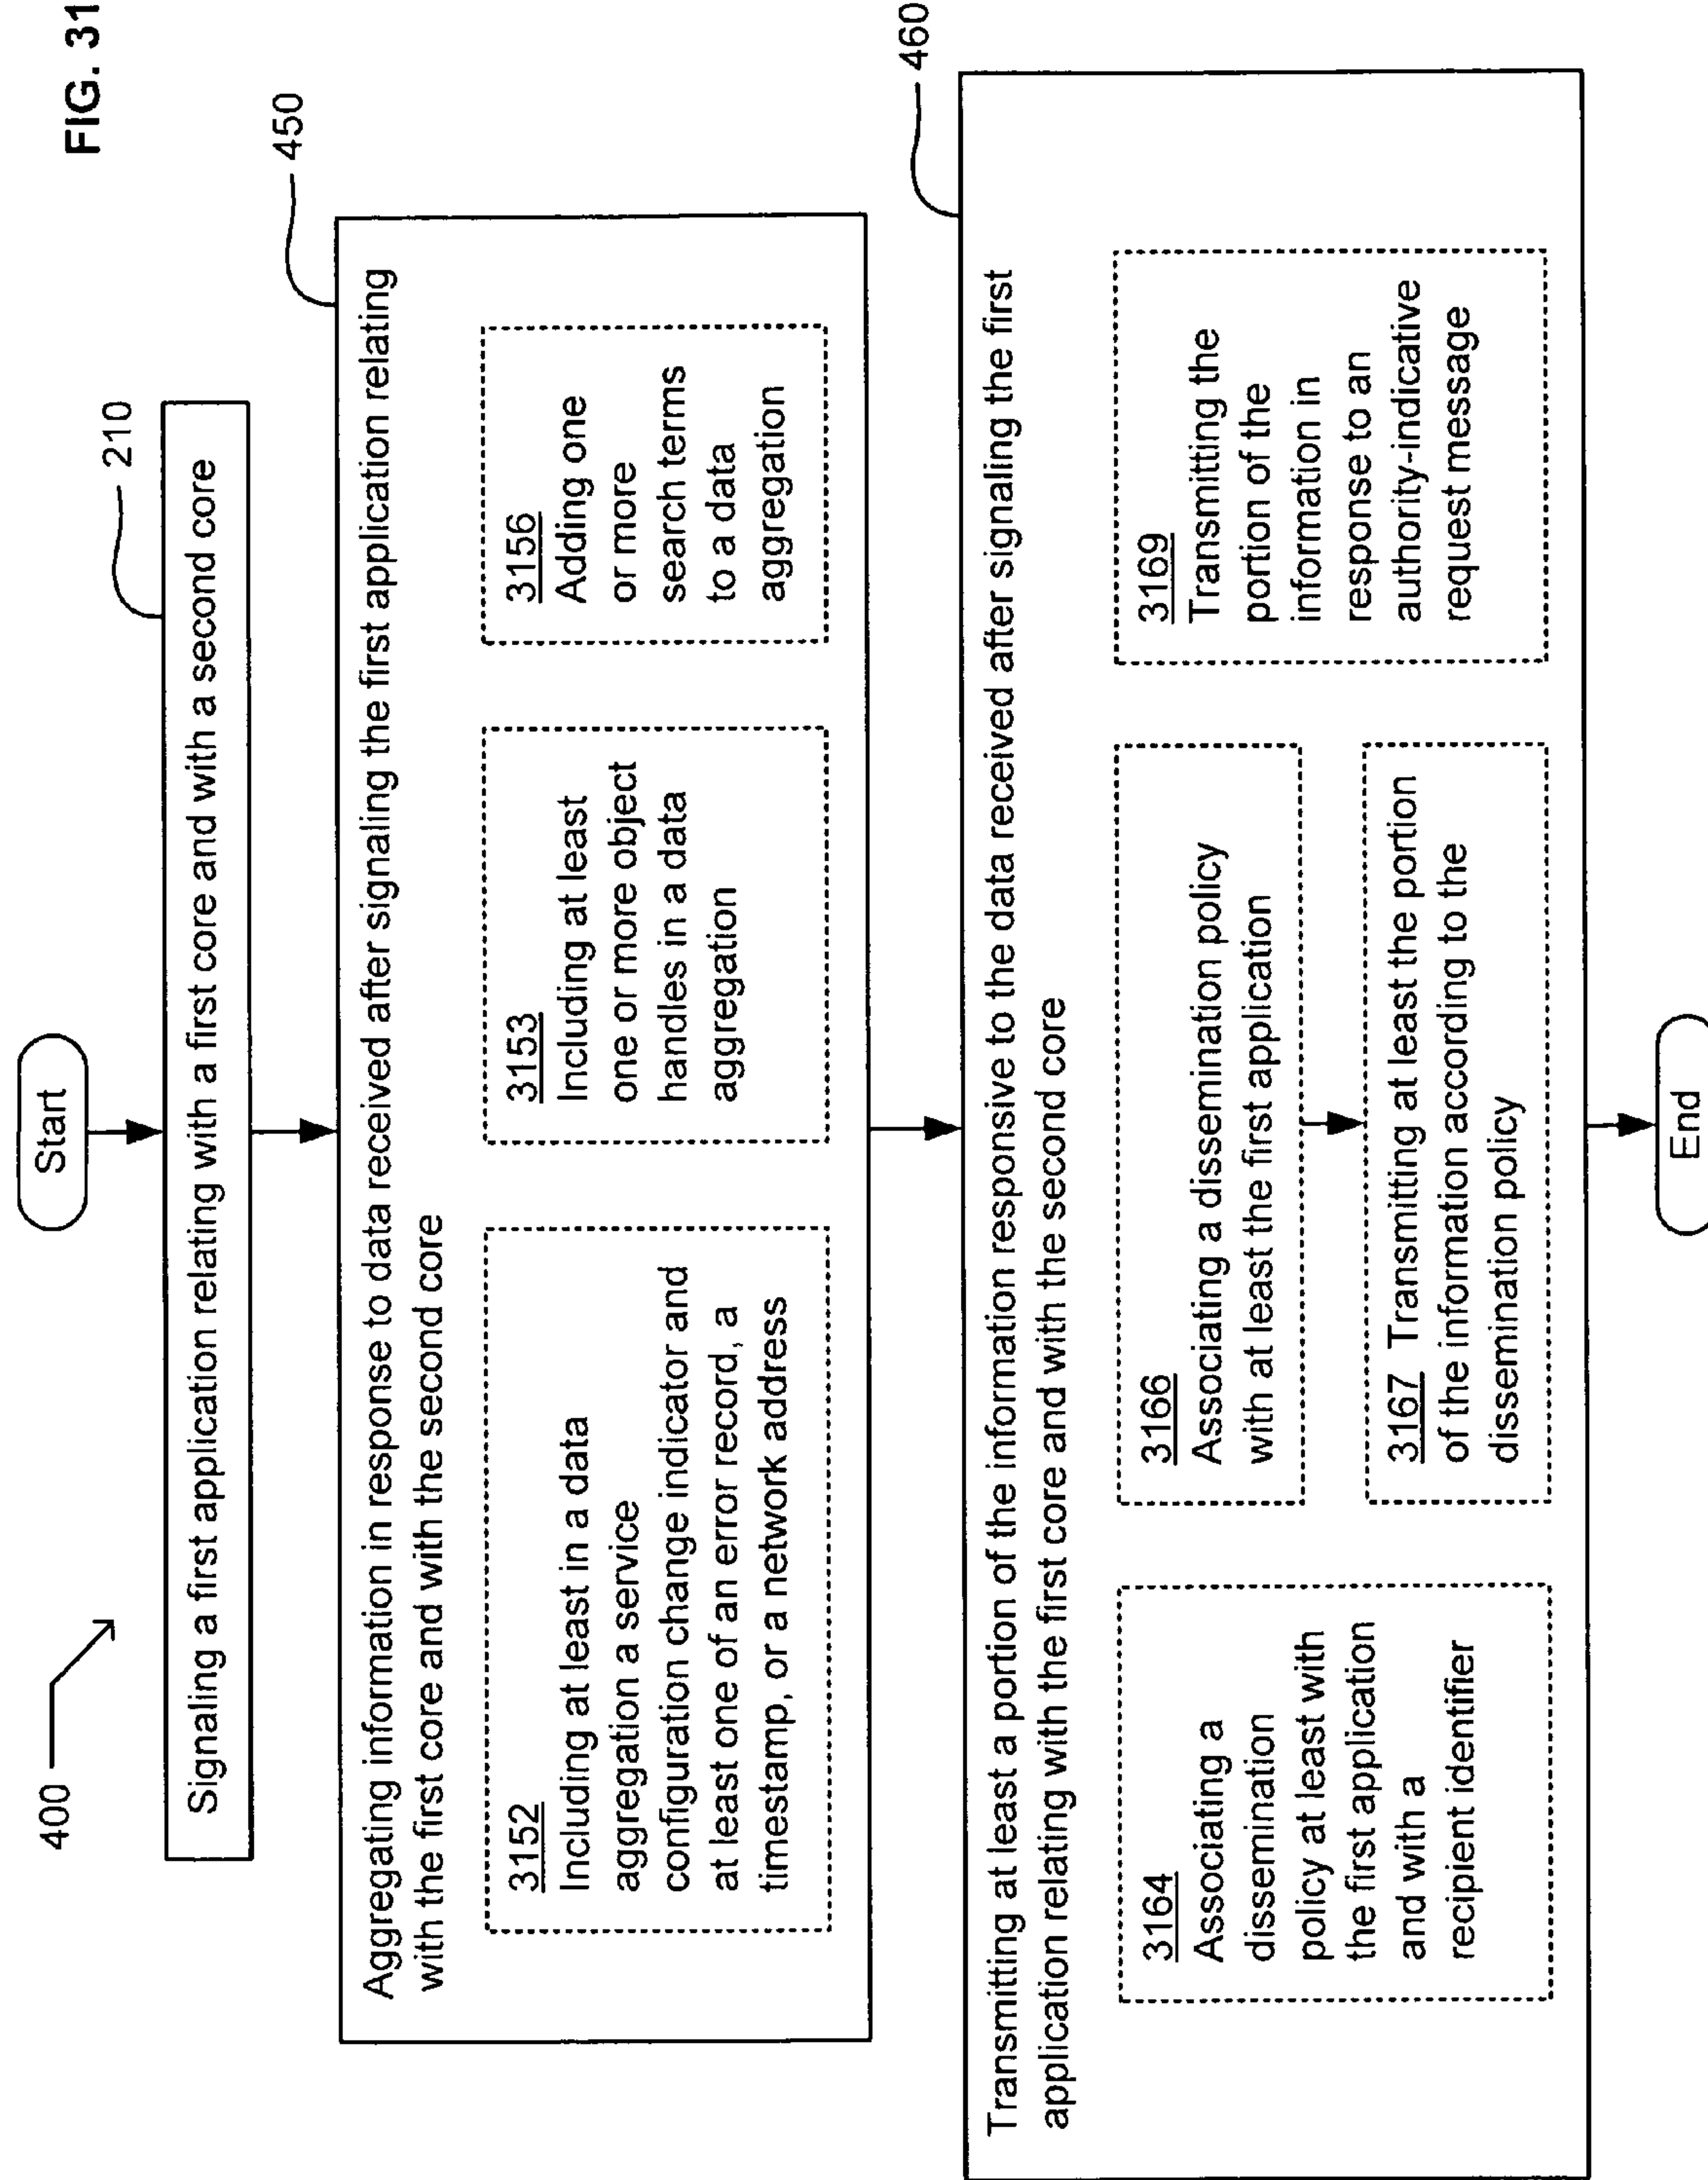 FIG. 31
400
Start
210
Signaling a first application relating with a first core and with a second core
450
Aggregating information in response to data received after signaling the first application relating
with the first core and with the second core
3152
Including at least in a data
aggregation a service
configuration change indicator and
at least one of an error record, a
timestamp, or a network address
3153
Including at least
one or more object
handles in a data
aggregation
3156
Adding one
or more
search terms
to a data
aggregation
460
Transmitting at least a portion of the information responsive to the data received after signaling the first
application relating with the first core and with the second core
3164
Associating a
dissemination
policy at least with
the first application
and with a
recipient identifier
3166
Associating a dissemination policy
with at least the first application
3167 Transmitting at least the portion
of the information according to the
dissemination policy
3169
Transmitting the
portion of the
information in
response to an
authority-indicative
request message
End